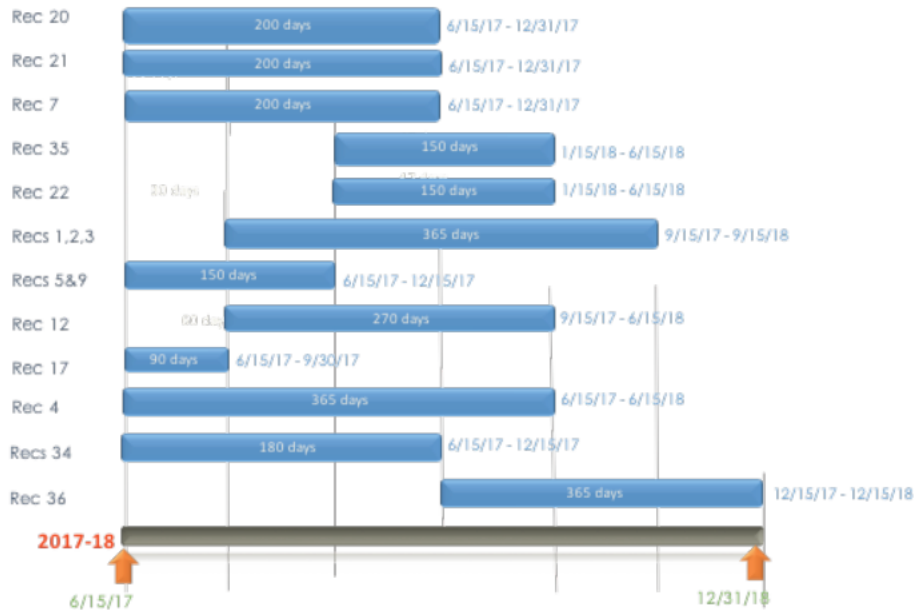 Rec 20 200 days 6/15/17 - 12/31/17
Rec 21 200 days 6/15/17 - 12/31/17
Rec 7 200 days 6/15/17 - 12/31/17
Rec 35 150 days 1/15/18 - 6/15/18
Rec 22 150 days 1/15/18 - 6/15/18
Recs 1,2,3 365 days 9/15/17 - 9/15/18
Recs 5&9 150 days 6/15/17 - 12/15/17
Rec 12 270 days 9/15/17 - 6/15/18
Rec 17 90 days 6/15/17 - 9/30/17
Rec 4 365 days 6/15/17 - 6/15/18
Recs 34 180 days 6/15/17 - 12/15/17
Rec 36 365 days 12/15/17 - 12/15/18
2017-18
6/15/17 12/31/18